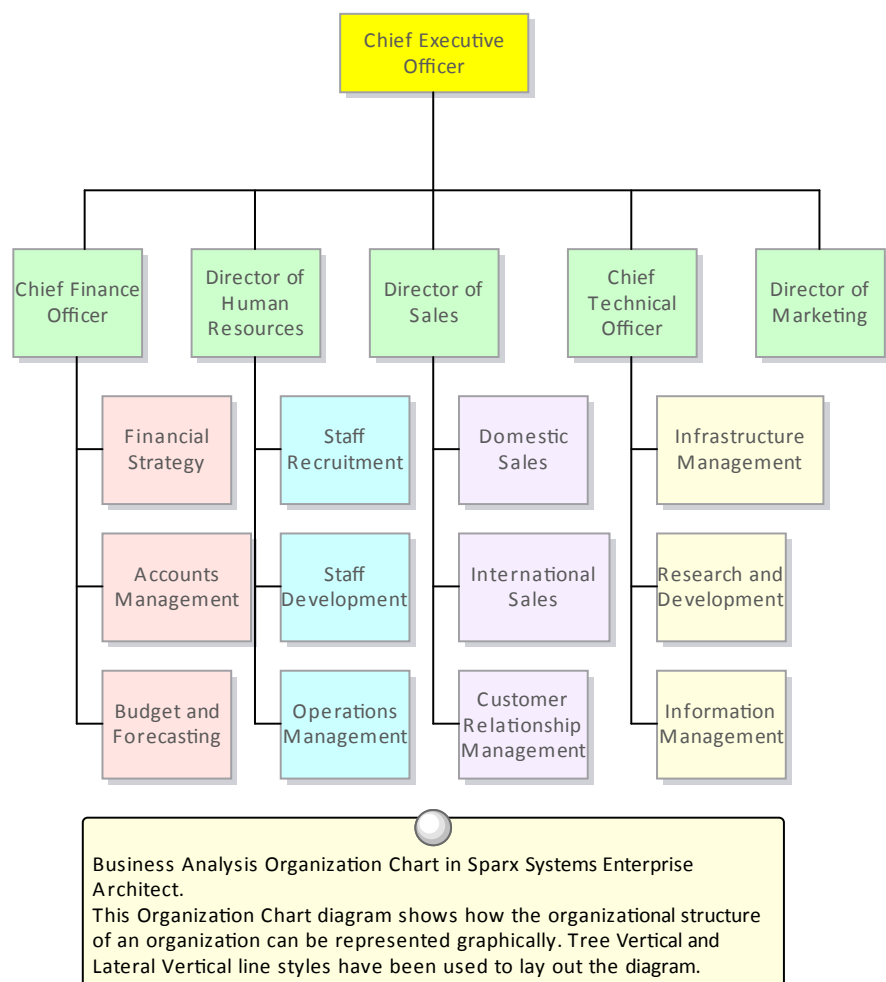 Chief Executive
Officer
Chief Finance
Officer
Director of
Human
Resources
Director of
Sales
Chief
Technical
Officer
Director of
Marketing
Financial
Strategy
Staff
Recruitment
Domestic
Sales
Infrastructure
Management
Accounts
Management
Staff
Development
International
Sales
Research and
Development
Budget and
Forecasting
Operations
Management
Customer
Relationship
Management
Information
Management
Business Analysis Organization Chart in Sparx Systems Enterprise
Architect.
This Organization Chart diagram shows how the organizational structure
of an organization can be represented graphically. Tree Vertical and
Lateral Vertical line styles have been used to lay out the diagram.